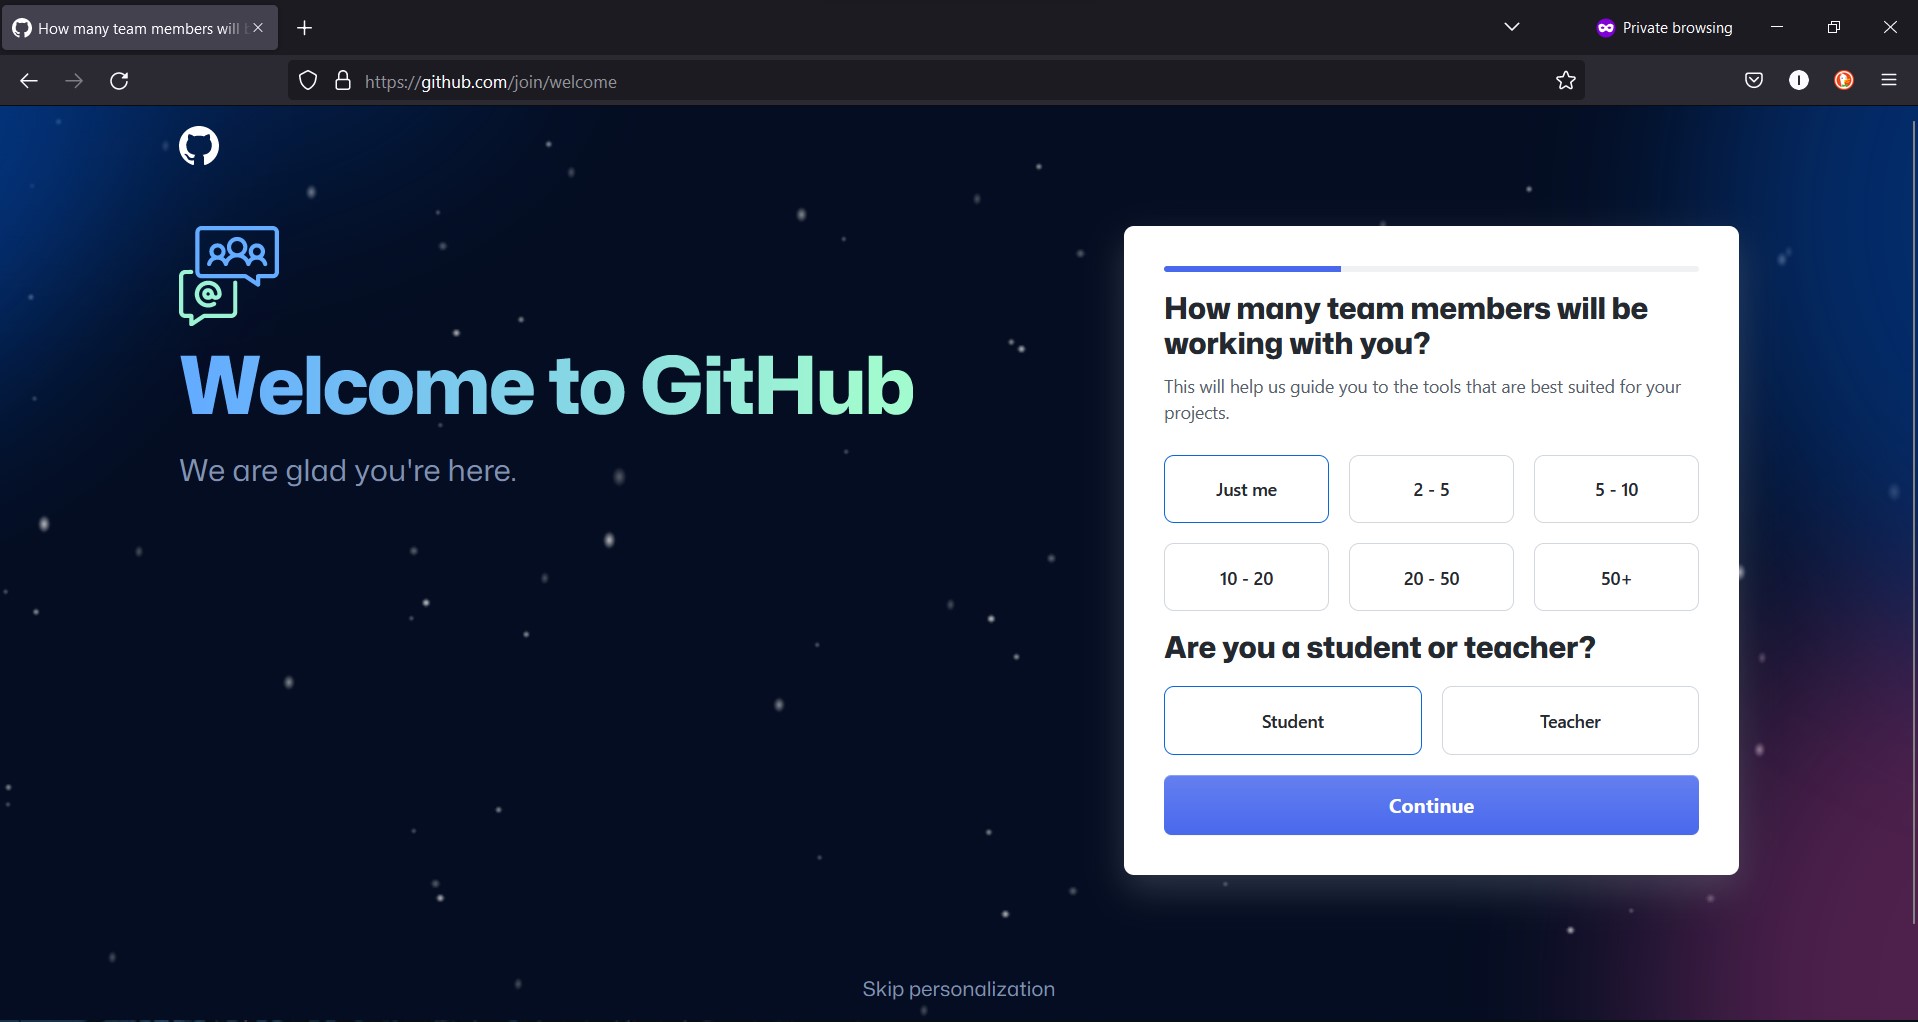 How many team members will
Private browsing
https://github.com/join/welcome
Welcome to GitHub
We are glad you're here.
How many team members will be
working with you?
This will help us guide you to the tools that are best suited for your
projects.
Just me
2 - 5
5 - 10
10 - 20
20 - 50
50+
Are you a student or teacher?
Student
Teacher
Continue
Skip personalization